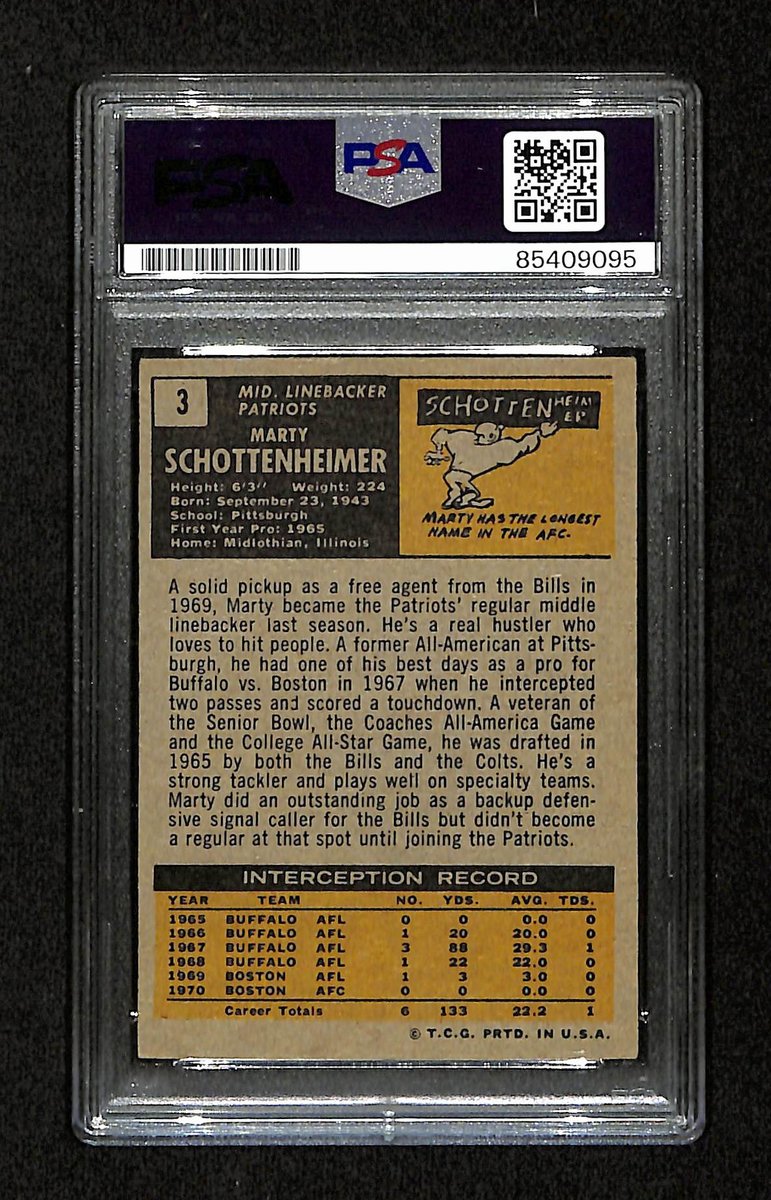 PSA
PSA
85409095
3
MID. LINEBACKER
PATRIOTS
MARTY
SCHOTTENHEIMER
Height: 6'3" Weight: 224
Born: September 23, 1943
School: Pittsburgh
First Year Pro: 1965
Home: Midlothian, Illinois
SCHOTTENHEIM
ER
MARTY HAS THE LONGEST
NAME IN THE AFC.
A solid pickup as a free agent from the Bills in
1969, Marty became the Patriots' regular middle
linebacker last season. He's a real hustler who
loves to hit people. A former All-American at Pitts-
burgh, he had one of his best days as a pro for
Buffalo vs. Boston in 1967 when he intercepted
two passes and scored a touchdown. A veteran of
the Senior Bowl, the Coaches All-America Game
and the College All-Star Game, he was drafted in
1965 by both the Bills and the Colts. He's a
strong tackler and plays well on specialty teams.
Marty did an outstanding job as a backup defen-
sive signal caller for the Bills but didn't become
a regular at that spot until joining the Patriots.
INTERCEPTION RECORD
YEAR TEAM NO. YDS. AVG. TDS.
1965 BUFFALO AFL 0 0 0.0 0
1966 BUFFALO AFL 1 20 20.0 0
1967 BUFFALO AFL 3 88 29.3 1
1968 BUFFALO AFL 1 22 22.0 0
1969 BOSTON AFL 1 3 3.0 0
1970 BOSTON AFC 0 0 0.0 0
Career Totals 6 133 22.2 1
© T.C.G. PRTD. IN U.S.A.